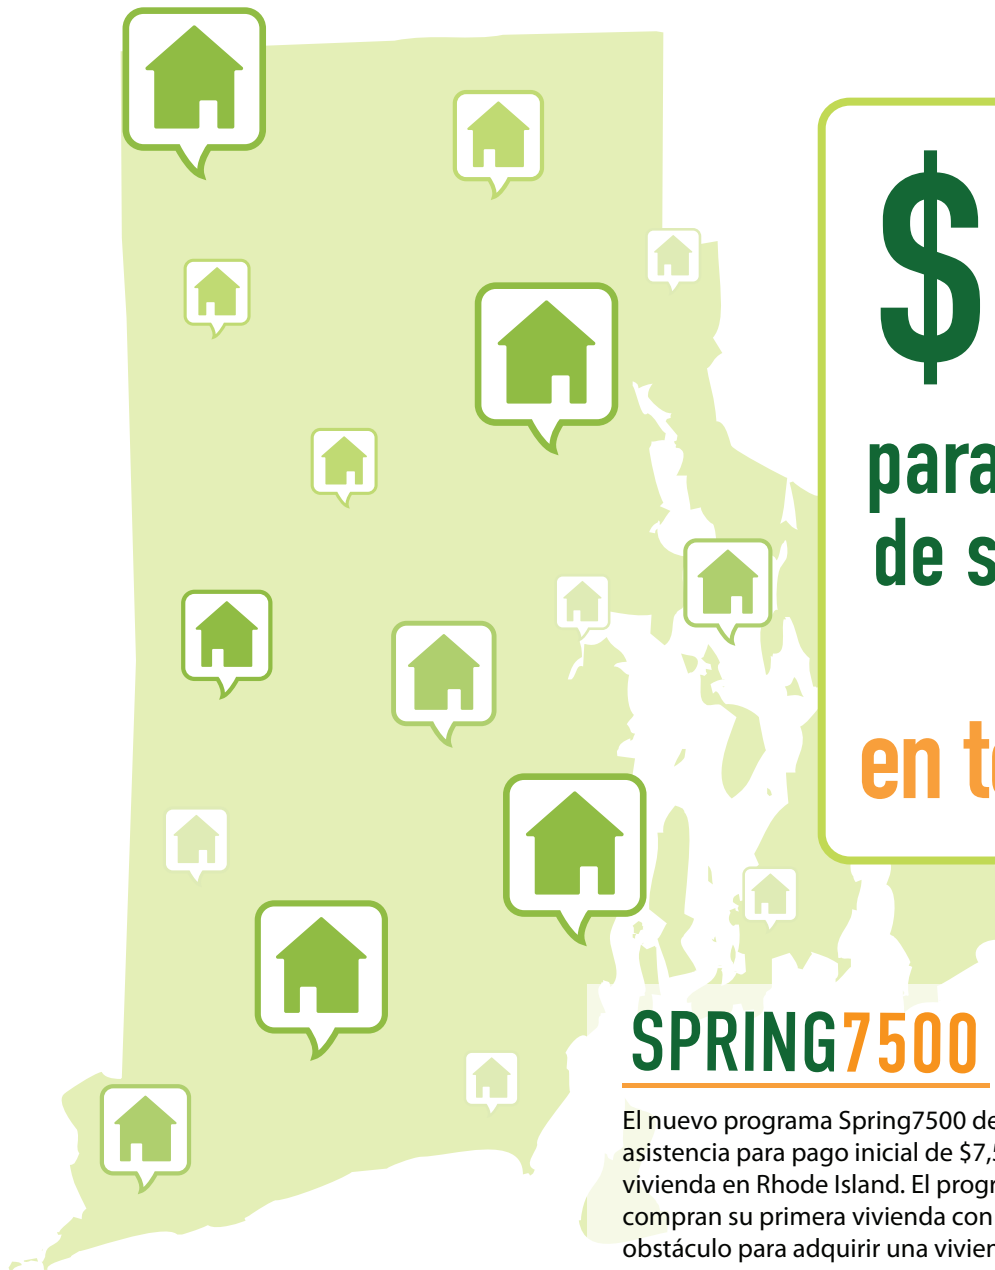 $
para
de s
en t
SPRING7500
El nuevo programa Spring7500 de
asistencia para pago inicial de $7,5
vivienda en Rhode Island. El progr
compran su primera vivienda con
obstáculo para adquirir una vivien